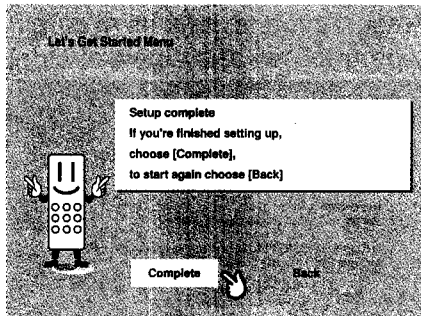 Let's Get Started Menu
Setup complete
If you're finished setting up,
choose [Complete],
to start again choose [Back]
Complete
Back